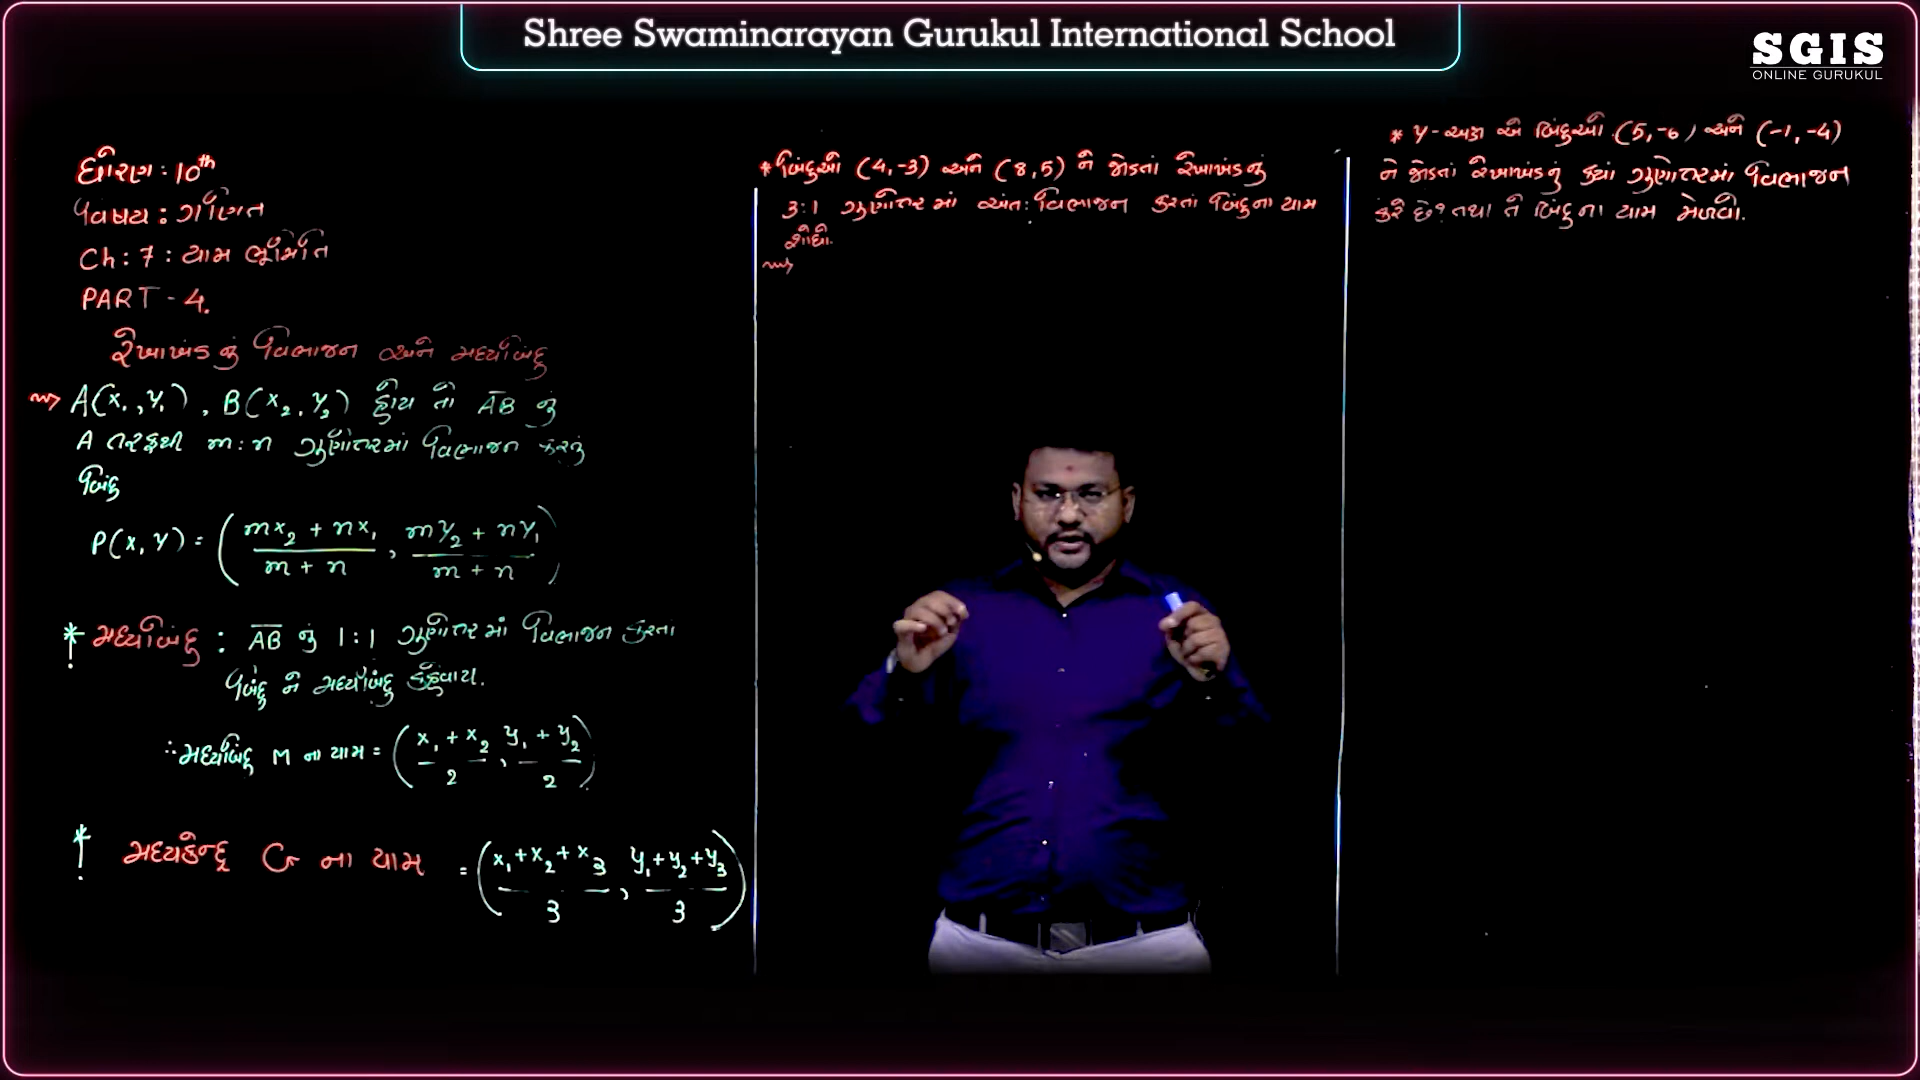 Shree Swaminarayan Gurukul International School
SGIS
ONLINE GURUKUL
ધોરણ : 10th
વિષય : ગણિત
Ch : 7 : યામ ભૂમિતિ
PART - 4.
રેખાખંડનું વિભાજન અને મધ્યબિંદુ
A(x₁, y₁), B(x₂, y₂) હોય તો A̅B̅ નું
A તરફથી m : n ગુણોત્તરમાં વિભાજન કરતું
બિંદુ
P(x, y) = ( (mx₂ + nx₁)/(m + n) , (my₂ + ny₁)/(m + n) )
* મધ્યબિંદુ : A̅B̅ નું 1:1 ગુણોત્તરમાં વિભાજન કરતાં
બિંદુ ને મધ્યબિંદુ કહેવાય.
∴ મધ્યબિંદુ M ના યામ = ( (x₁ + x₂)/2 , (y₁ + y₂)/2 )
* મધ્યકેન્દ્ર G ના યામ = ( (x₁+x₂+x₃)/3 , (y₁+y₂+y₃)/3 )
* બિંદુઓ (4,-3) અને (8,5) ને જોડતાં રેખાખંડનું
3:1 ગુણોત્તર માં અંતઃવિભાજન કરતાં બિંદુના યામ
શોધો.
* y-અક્ષ એ બિંદુઓ (5,-6) અને (-1,-4)
ને જોડતાં રેખાખંડનું ક્યાં ગુણોત્તરમાં વિભાજન
કરે છે? તથા તે બિંદુના યામ મેળવો.